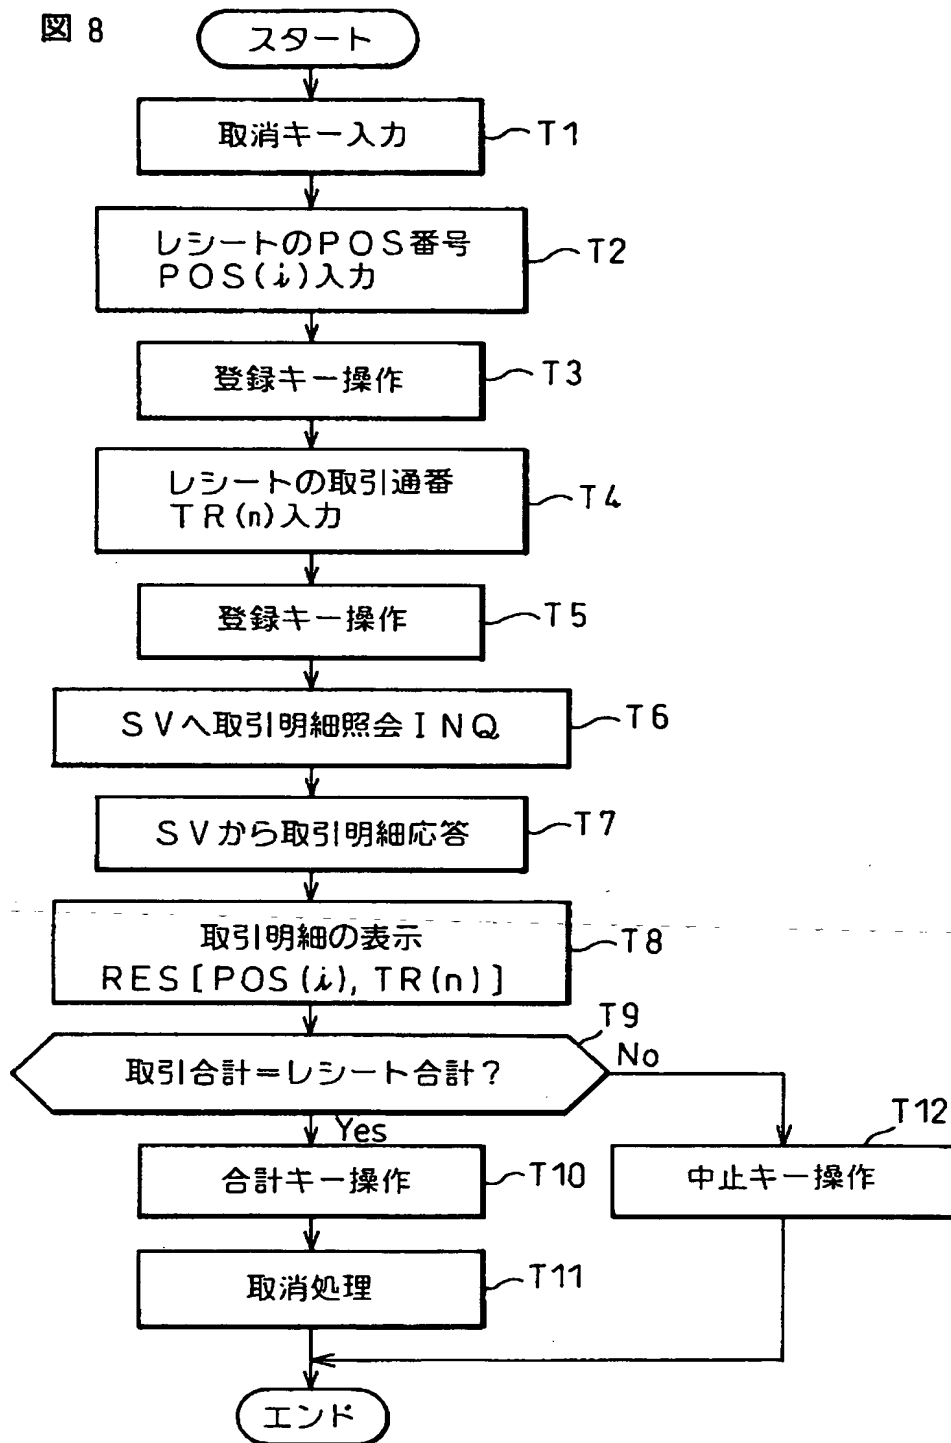 図 8
スタート
取消キー入力
T1
レシートのPOS番号
POS(i)入力
T2
登録キー操作
T3
レシートの取引通番
TR(n)入力
T4
登録キー操作
T5
SVへ取引明細照会INQ
T6
SVから取引明細応答
T7
取引明細の表示
RES[POS(i),TR(n)]
T8
T9
取引合計=レシート合計?
No
Yes
T12
合計キー操作
T10
中止キー操作
取消処理
T11
エンド